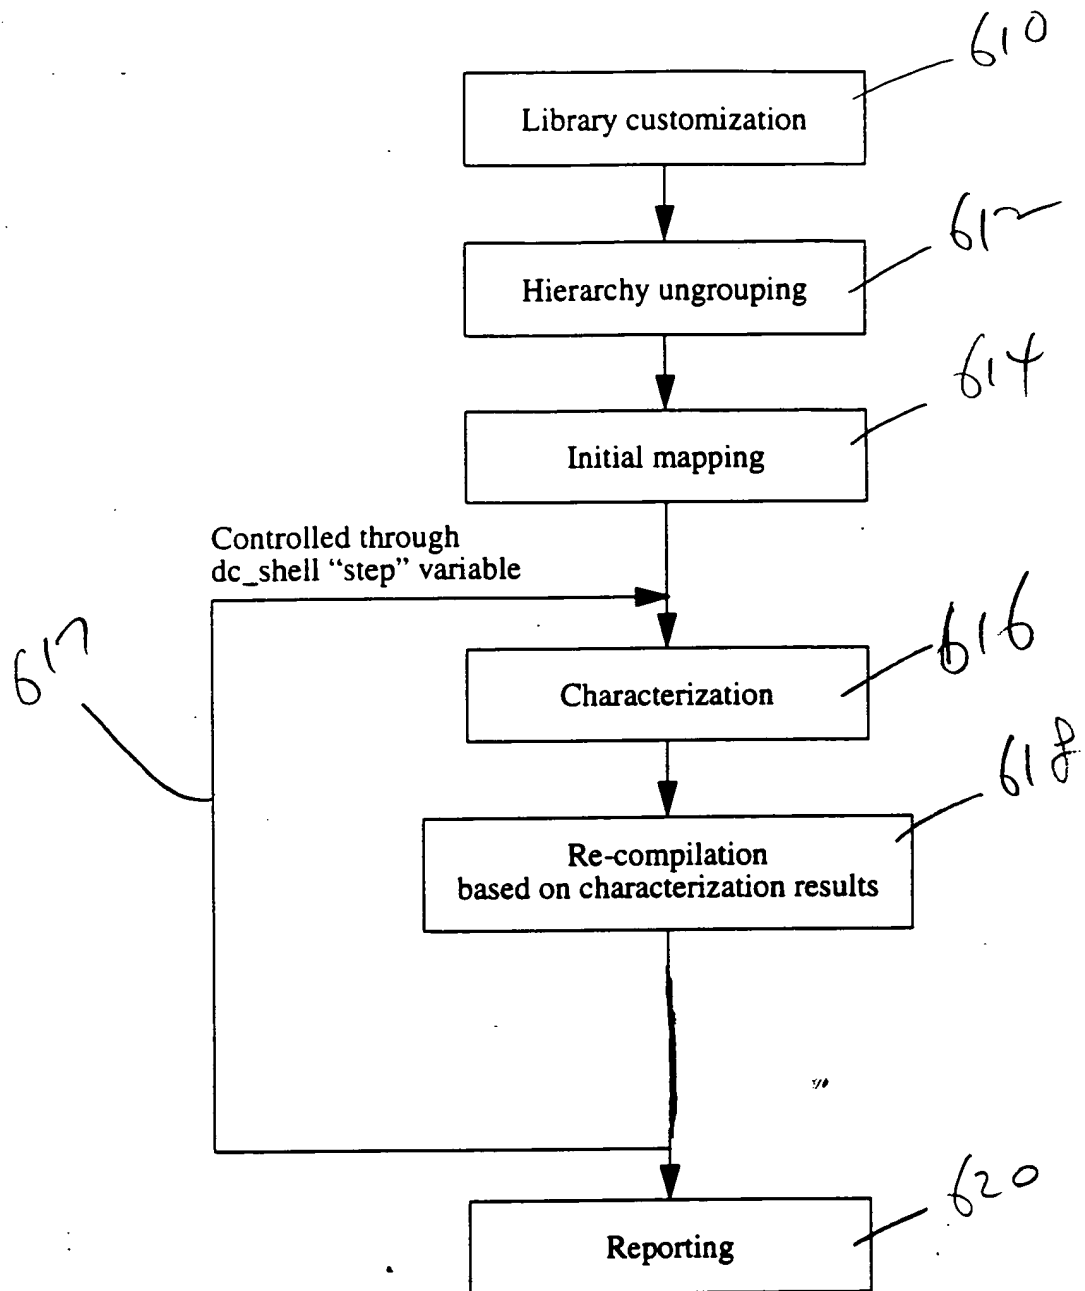 610
Library customization
612
Hierarchy ungrouping
614
Initial mapping
Controlled through
dc_shell “step” variable
617
616
Characterization
618
Re-compilation
based on characterization results
620
Reporting